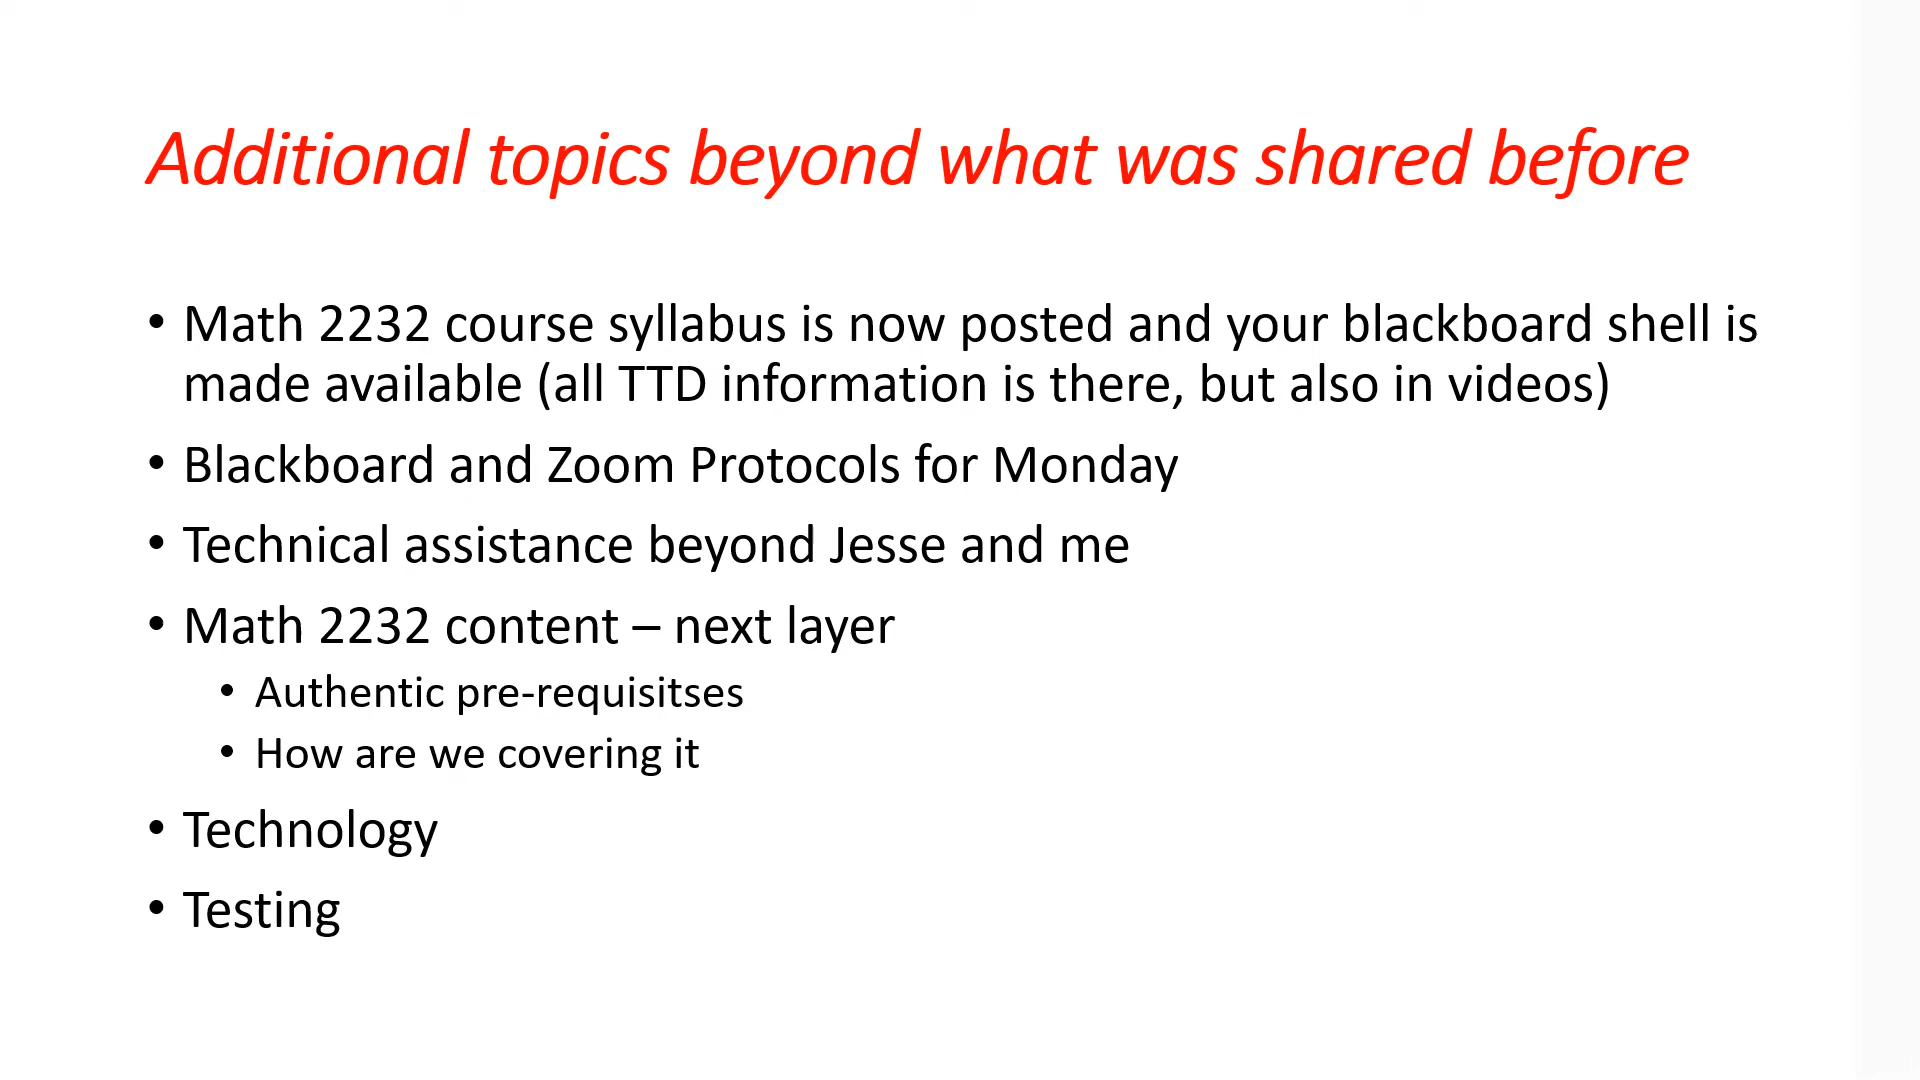 Additional topics beyond what was shared before
• Math 2232 course syllabus is now posted and your blackboard shell is
made available (all TTD information is there, but also in videos)
• Blackboard and Zoom Protocols for Monday
• Technical assistance beyond Jesse and me
• Math 2232 content – next layer
• Authentic pre-requisitses
• How are we covering it
• Technology
• Testing